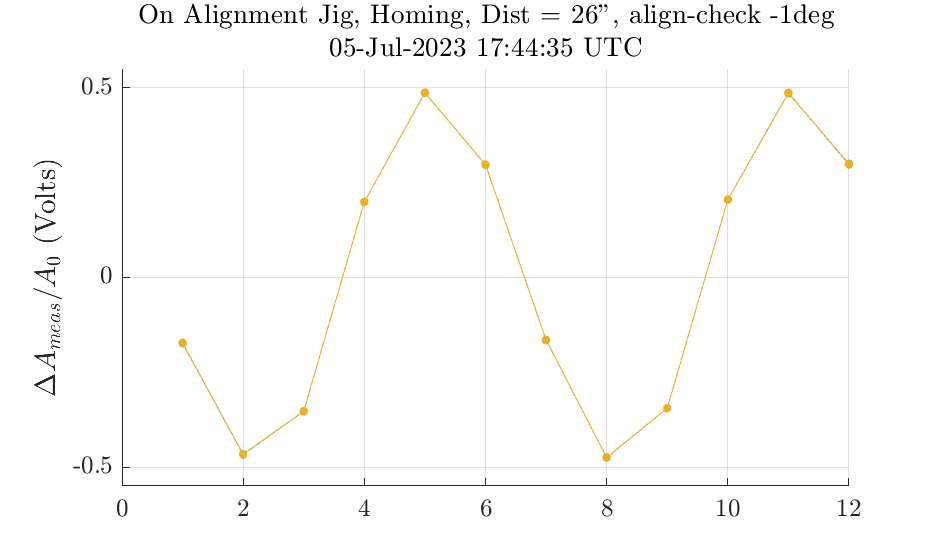 On Alignment Jig, Homing, Dist = 26”, align-check -1deg
05-Jul-2023 17:44:35 UTC
ΔA_meas/A_0 (Volts)
0.5
0
-0.5
0 2 4 6 8 10 12